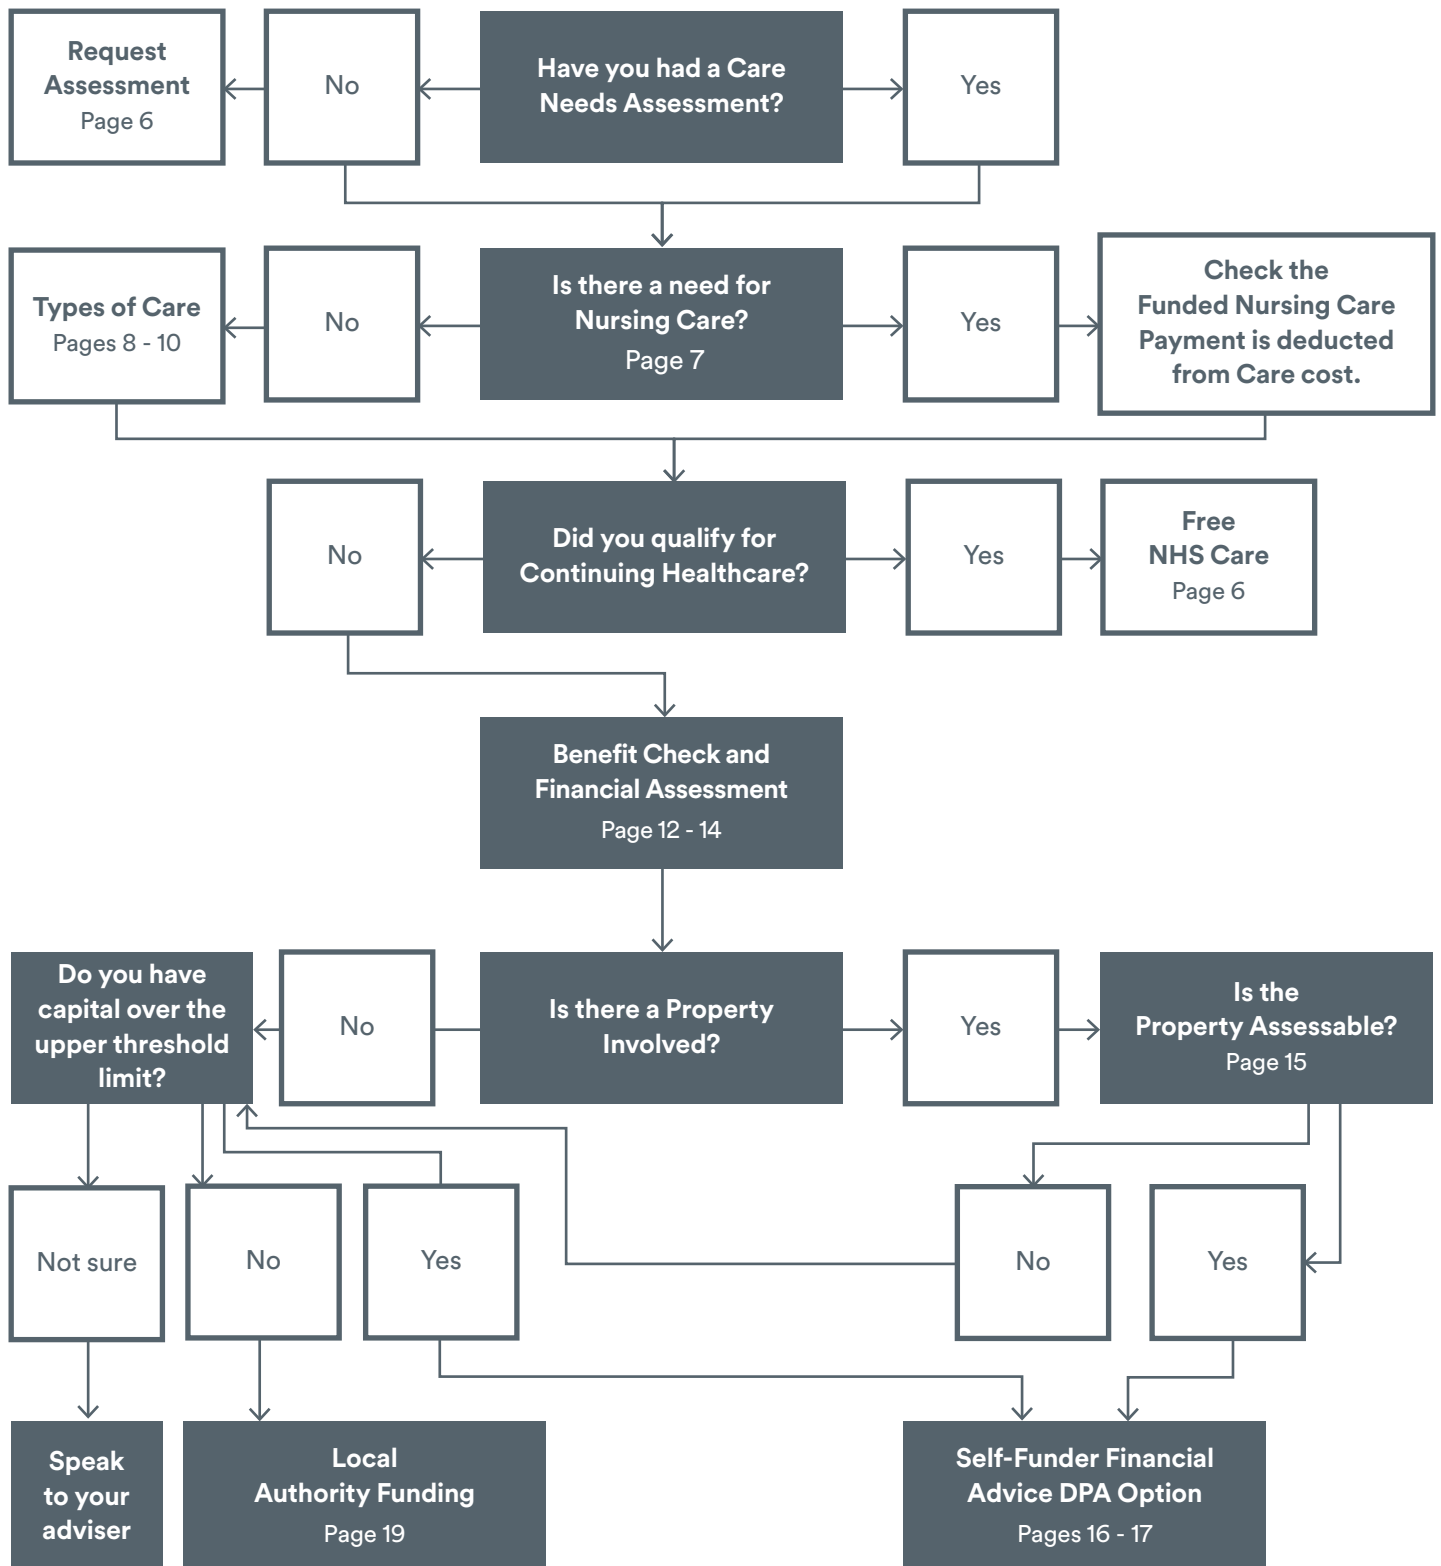 Request
Assessment
Page 6
No
Have you had a Care
Needs Assessment?
Yes
Types of Care
Pages 8 - 10
No
Is there a need for
Nursing Care?
Page 7
Yes
Check the
Funded Nursing Care
Payment is deducted
from Care cost.
No
Did you qualify for
Continuing Healthcare?
Yes
Free
NHS Care
Page 6
Benefit Check and
Financial Assessment
Page 12 - 14
Do you have
capital over the
upper threshold
limit?
No
Is there a Property
Involved?
Yes
Is the
Property Assessable?
Page 15
Not sure
No
Yes
No
Yes
Speak
to your
adviser
Local
Authority Funding
Page 19
Self-Funder Financial
Advice DPA Option
Pages 16 - 17